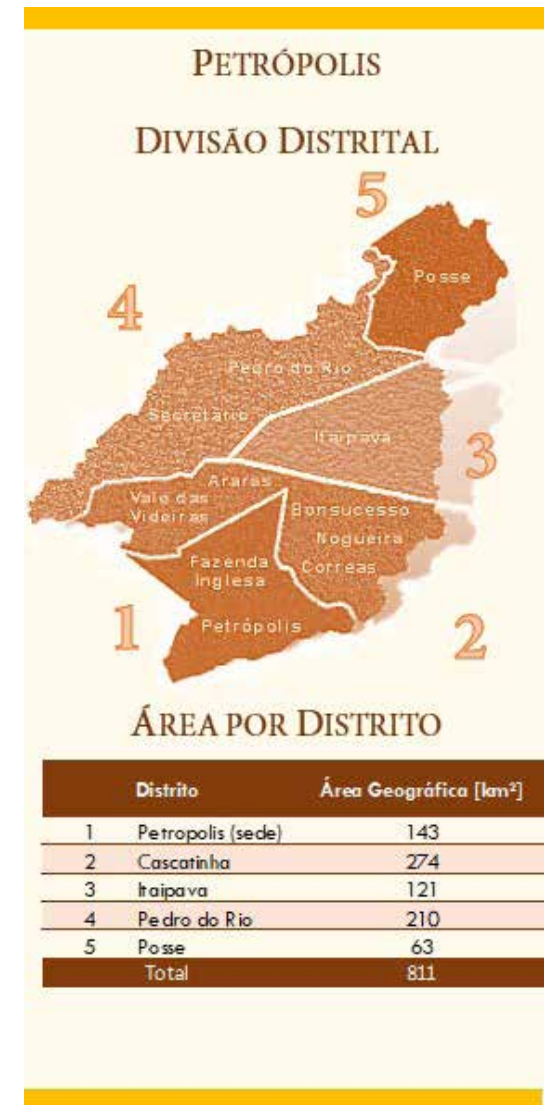 PETRÓPOLIS
DIVISÃO DISTRITAL
5
Posse
4
Pedro do Rio
Secretário
Itaipava
3
Araras
Vale das
Videiras
Bonsucesso
Nogueira
Correas
Fazenda
Inglesa
1
Petrópolis
2
ÁREA POR DISTRITO
Distrito Área Geográfica [km²]
1 Petropolis (sede) 143
2 Cascatinha 274
3 Itaipava 121
4 Pedro do Rio 210
5 Posse 63
Total 811